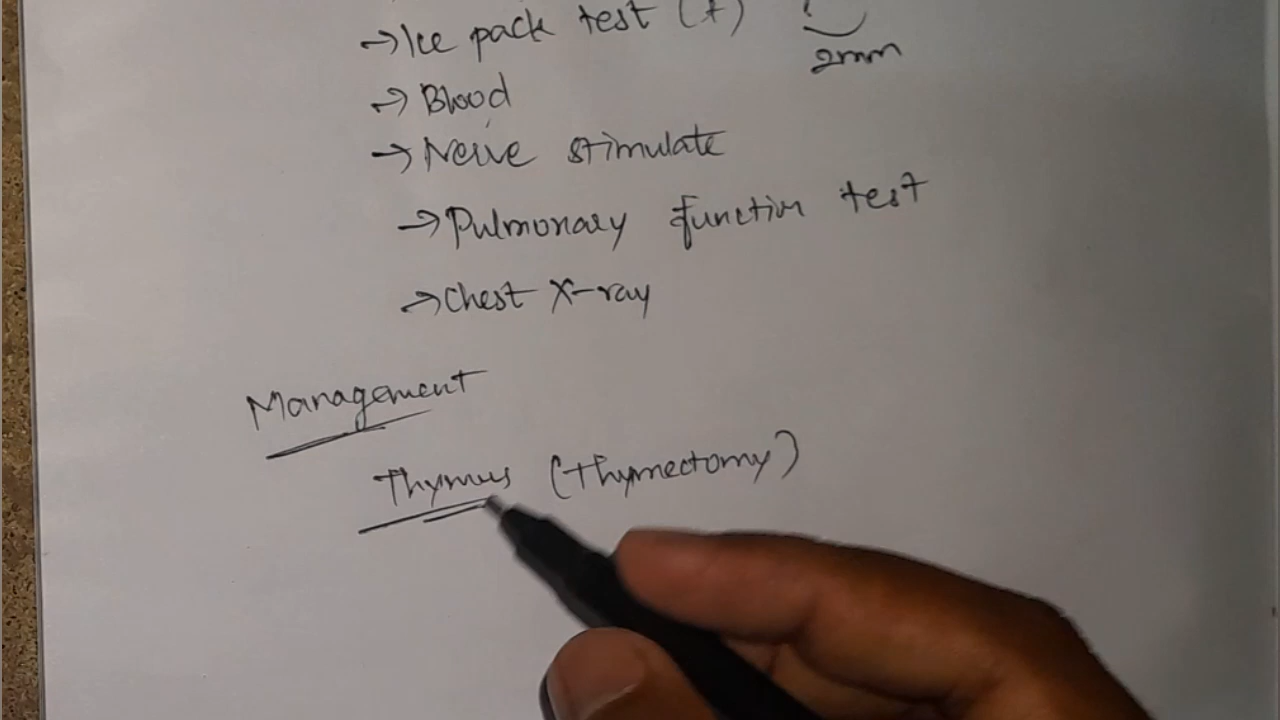 →Ice pack test (+)
2mm
→Blood
→Nerve stimulate
→Pulmonary function test
→Chest X-ray
Management
Thymus (Thymectomy)